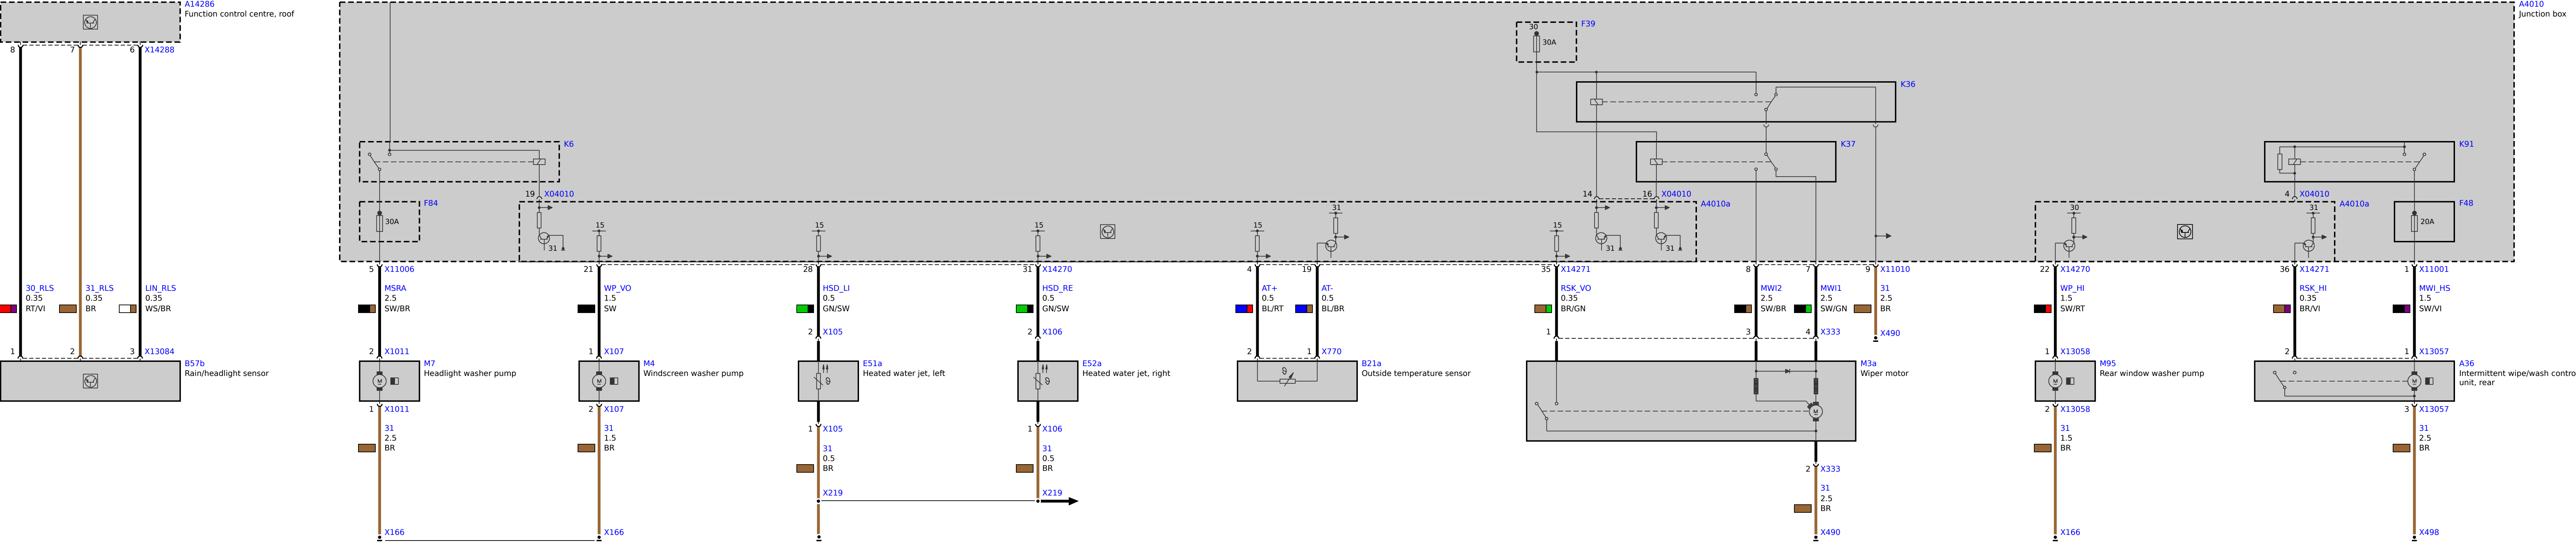 A14286
Function control centre, roof
A4010
Junction box
F39
30
30A
8
7
6
X14288
K36
K6
K37
K91
19
X04010
14
16
X04010
4
X04010
F84
30A
A4010a
A4010a
F48
20A
31
15
15
15
15
31
15
31
31
30
31
5
X11006
21
28
31
X14270
4
19
35
X14271
8
7
9
X11010
22
X14270
36
X14271
1
X11001
30_RLS
0.35
RT/VI
31_RLS
0.35
BR
LIN_RLS
0.35
WS/BR
MSRA
2.5
SW/BR
WP_VO
1.5
SW
HSD_LI
0.5
GN/SW
HSD_RE
0.5
GN/SW
AT+
0.5
BL/RT
AT-
0.5
BL/BR
RSK_VO
0.35
BR/GN
MWI2
2.5
SW/BR
MWI1
2.5
SW/GN
31
2.5
BR
WP_HI
1.5
SW/RT
RSK_HI
0.35
BR/VI
MWI_HS
1.5
SW/VI
2
X105
2
X106
1
3
4
X333
X490
1
2
3
X13084
2
X1011
1
X107
2
1
X770
1
X13058
2
1
X13057
B57b
Rain/headlight sensor
M7
Headlight washer pump
M
M4
Windscreen washer pump
M
E51a
Heated water jet, left
ϑ
E52a
Heated water jet, right
ϑ
B21a
Outside temperature sensor
ϑ
M3a
Wiper motor
M
M95
Rear window washer pump
M
A36
Intermittent wipe/wash contro
unit, rear
M
1
X1011
2
X107
2
X13058
3
X13057
31
2.5
BR
31
1.5
BR
1
X105
1
X106
31
0.5
BR
31
0.5
BR
31
1.5
BR
31
2.5
BR
2
X333
31
2.5
BR
X219
X219
X166
X166
X490
X166
X498